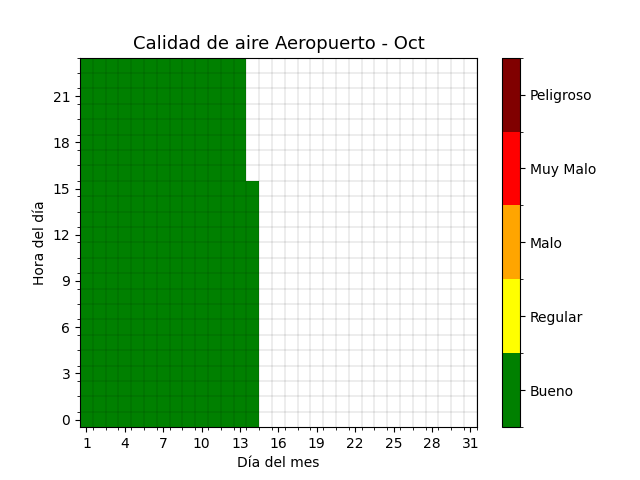 Calidad de aire Aeropuerto - Oct
Hora del día
21
18
15
12
9
6
3
0
1 4 7 10 13 16 19 22 25 28 31
Día del mes
Peligroso
Muy Malo
Malo
Regular
Bueno